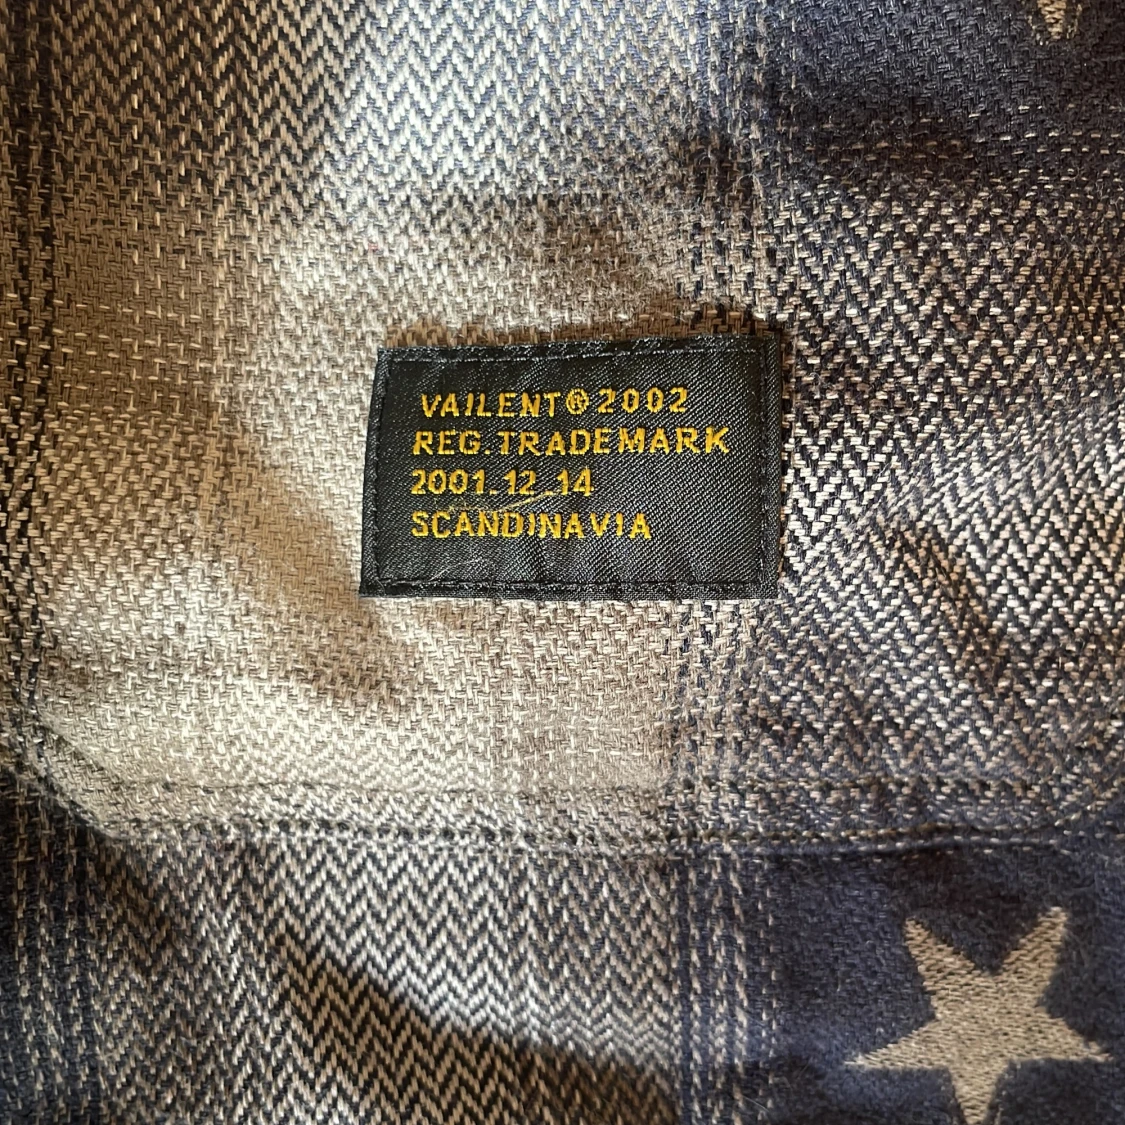 VAILENT® 2002
REG.TRADEMARK
2001.12.14
SCANDINAVIA